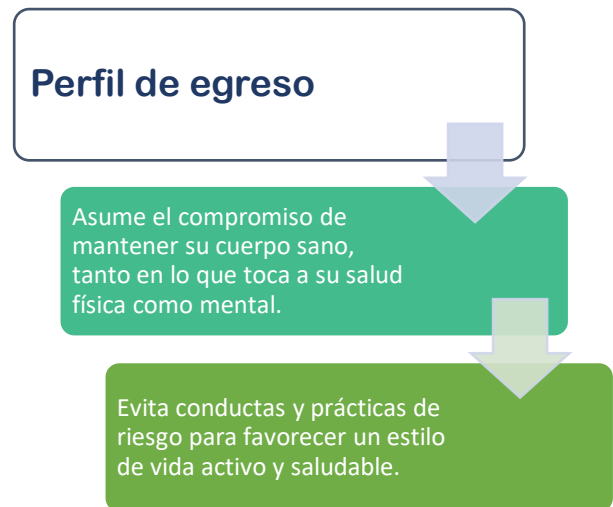 Perfil de egreso
Asume el compromiso de
mantener su cuerpo sano,
tanto en lo que toca a su salud
física como mental.
Evita conductas y prácticas de
riesgo para favorecer un estilo
de vida activo y saludable.